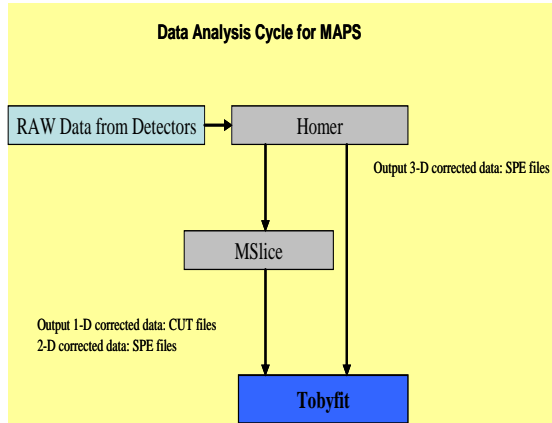 Data Analysis Cycle for MAPS
RAW Data from Detectors
Homer
Output 3-D corrected data: SPE files
MSlice
Output 1-D corrected data: CUT files
2-D corrected data: SPE files
Tobyfit